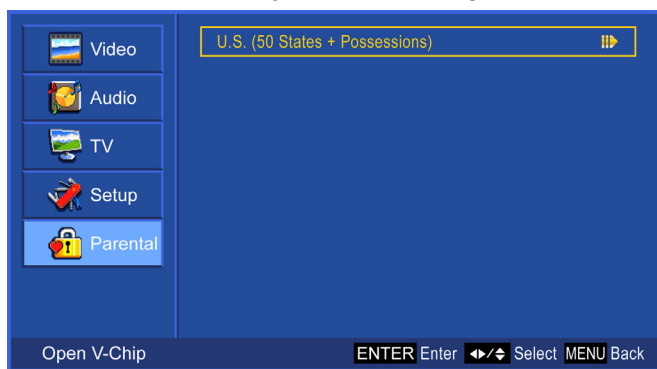 Video
U.S. (50 States + Possessions)
Audio
TV
Setup
Parental
Open V-Chip
ENTER Enter ◄►/▲▼ Select MENU Back